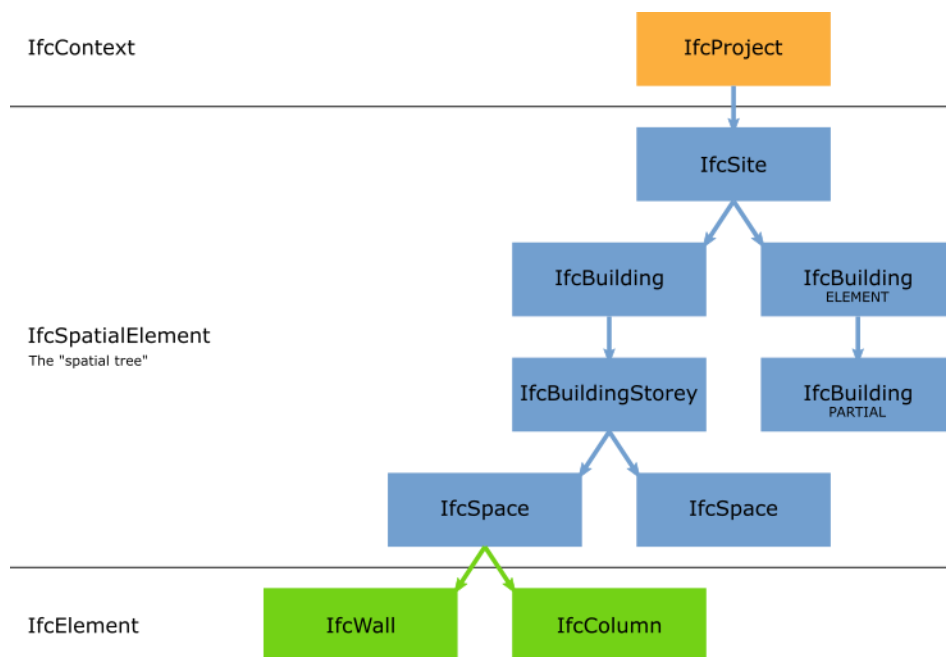 IfcContext
IfcProject
IfcSite
IfcBuilding
IfcBuilding
ELEMENT
IfcSpatialElement
The "spatial tree"
IfcBuildingStorey
IfcBuilding
PARTIAL
IfcSpace
IfcSpace
IfcElement
IfcWall
IfcColumn